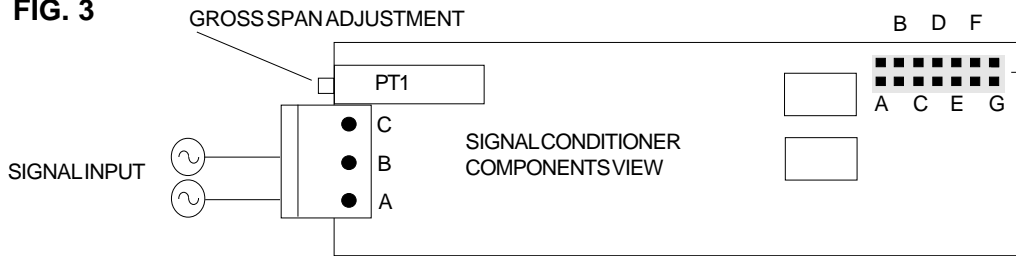 FIG. 3
GROSS SPAN ADJUSTMENT
B D F
PT1
A C E G
C
SIGNAL CONDITIONER
B
COMPONENTS VIEW
SIGNAL INPUT
A